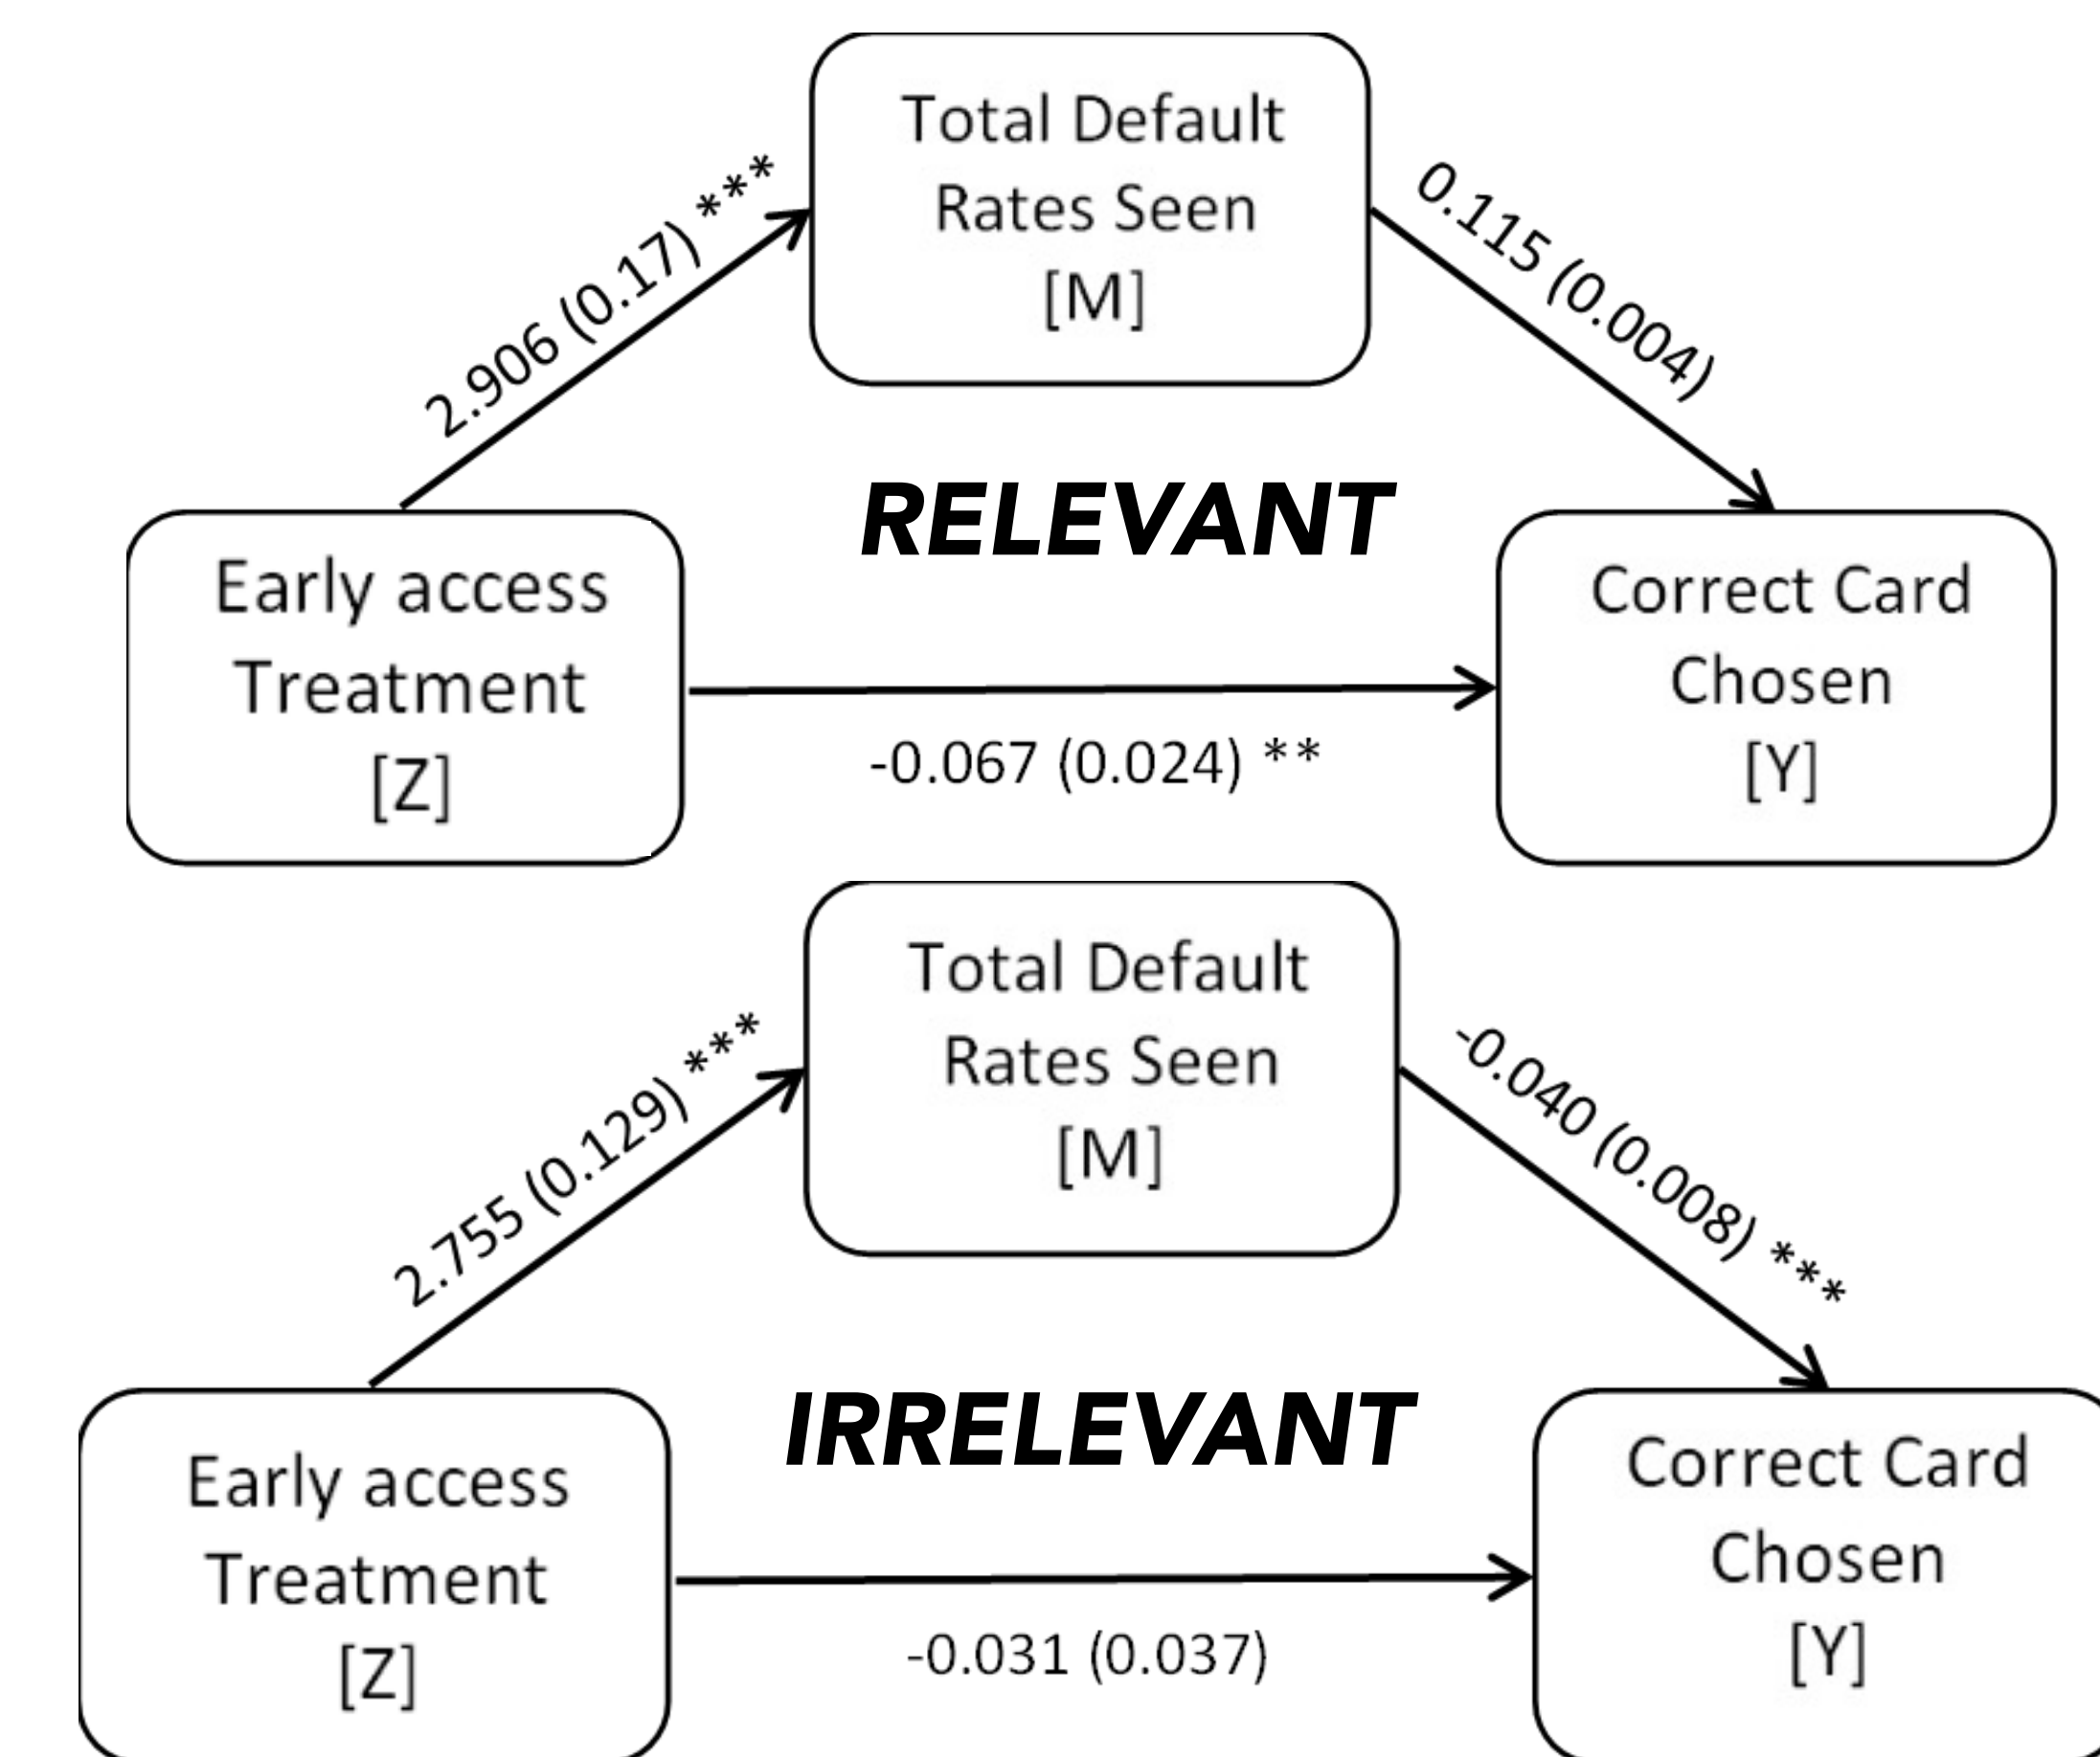 Total Default
Rates Seen
[M]
2.906 (0.17) ***
0.115 (0.004)
RELEVANT
Early access
Treatment
[Z]
Correct Card
Chosen
[Y]
-0.067 (0.024) **
Total Default
Rates Seen
[M]
2.755 (0.129) ***
-0.040 (0.008) ***
IRRELEVANT
Early access
Treatment
[Z]
Correct Card
Chosen
[Y]
-0.031 (0.037)